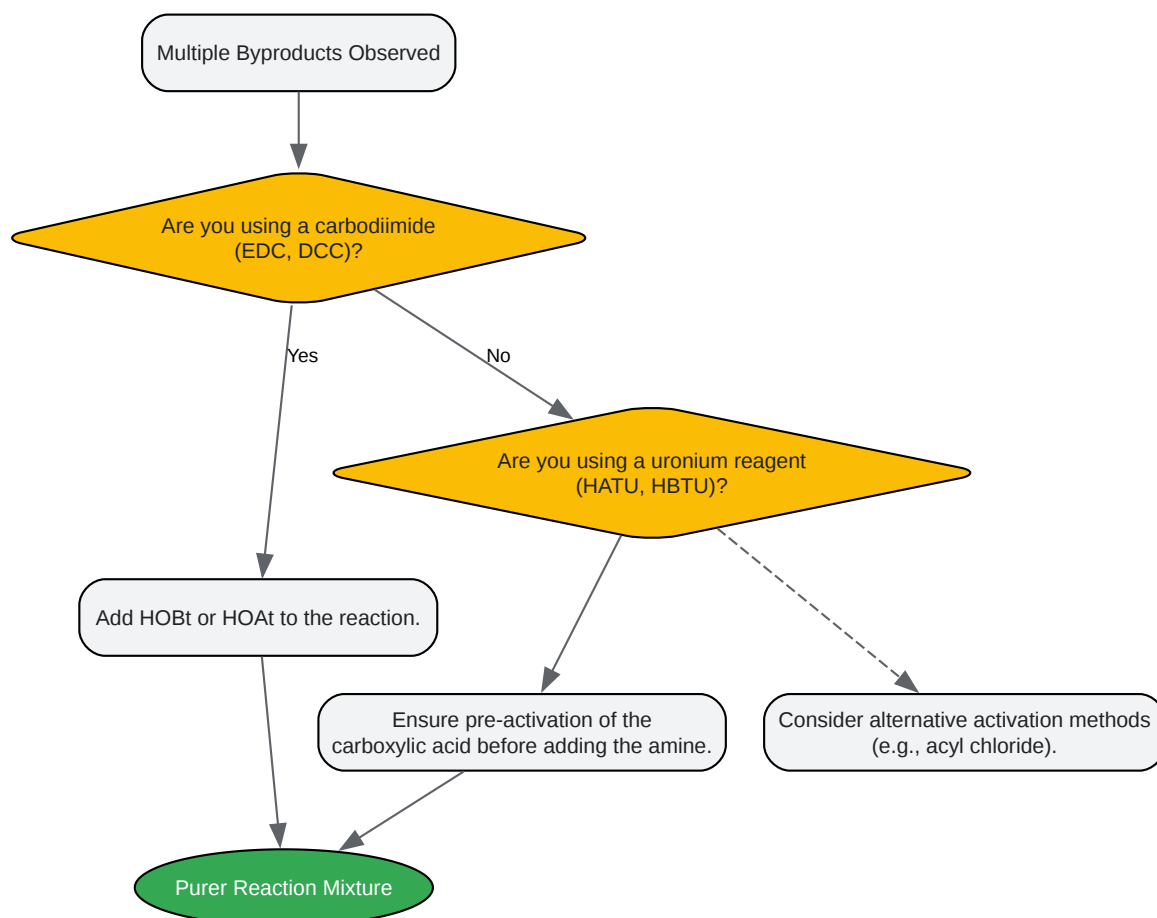 Multiple Byproducts Observed
Are you using a carbodiimide
(EDC, DCC)?
Yes
No
Are you using a uronium reagent
(HATU, HBTU)?
Add HOBt or HOAt to the reaction.
Ensure pre-activation of the
carboxylic acid before adding the amine.
Consider alternative activation methods
(e.g., acyl chloride).
Purer Reaction Mixture